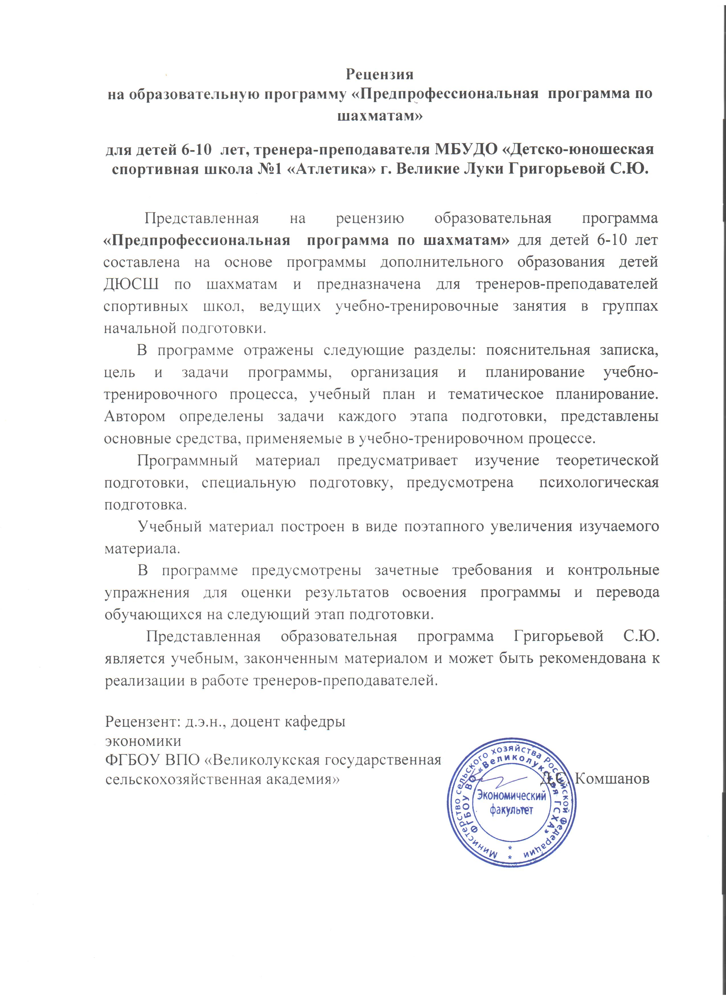 Рецензия
на образовательную программу «Предпрофессиональная программа по
шахматам»
для детей 6-10 лет, тренера-преподавателя МБУДО «Детско-юношеская
спортивная школа №1 «Атлетика» г. Великие Луки Григорьевой С.Ю.
Представленная на рецензию образовательная программа
«Предпрофессиональная программа по шахматам» для детей 6-10 лет
составлена на основе программы дополнительного образования детей
ДЮСШ по шахматам и предназначена для тренеров-преподавателей
спортивных школ, ведущих учебно-тренировочные занятия в группах
начальной подготовки.
В программе отражены следующие разделы: пояснительная записка,
цель и задачи программы, организация и планирование учебно-
тренировочного процесса, учебный план и тематическое планирование.
Автором определены задачи каждого этапа подготовки, представлены
основные средства, применяемые в учебно-тренировочном процессе.
Программный материал предусматривает изучение теоретической
подготовки, специальную подготовку, предусмотрена психологическая
подготовка.
Учебный материал построен в виде поэтапного увеличения изучаемого
материала.
В программе предусмотрены зачетные требования и контрольные
упражнения для оценки результатов освоения программы и перевода
обучающихся на следующий этап подготовки.
Представленная образовательная программа Григорьевой С.Ю.
является учебным, законченным материалом и может быть рекомендована к
реализации в работе тренеров-преподавателей.
Рецензент: д.э.н., доцент кафедры
экономики
ФГБОУ ВПО «Великолукская государственная
сельскохозяйственная академия» Д.С. Комшанов
Министерство сельского хозяйства Российской Федерации
ФГБОУ ВО «Великолукская ГСХА»
Экономический
факультет